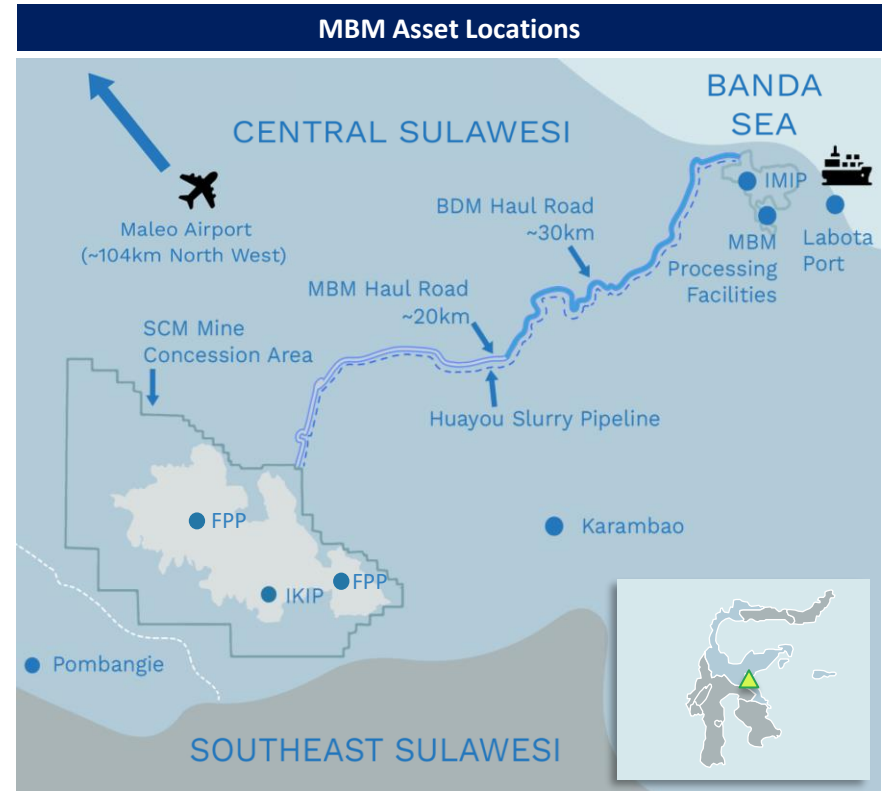 MBM Asset Locations
BANDA
SEA
CENTRAL SULAWESI
IMIP
BDM Haul Road
~30km
Maleo Airport
(~104km North West)
MBM
Processing
Facilities
Labota
Port
MBM Haul Road
~20km
SCM Mine
Concession Area
Huayou Slurry Pipeline
FPP
Karambao
FPP
IKIP
Pombangie
SOUTHEAST SULAWESI